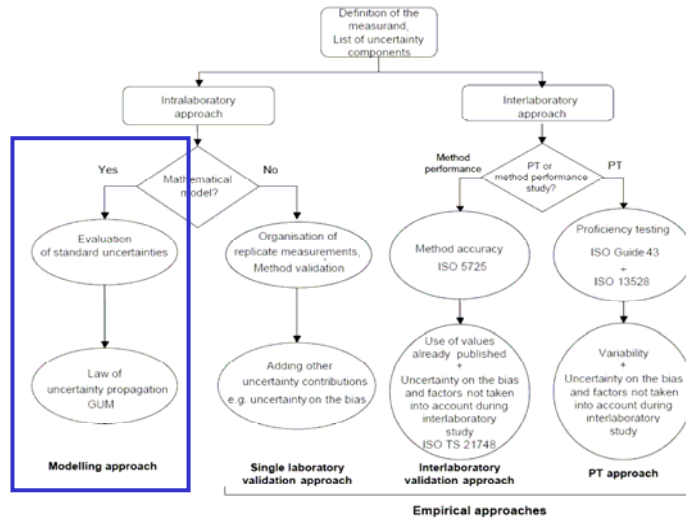 Definition of the
measurand,
List of uncertainty
components
Intralaboratory
approach
Interlaboratory
approach
Yes
Mathematical
model?
No
Method
performance
PT or
method performance
study?
PT
Evaluation
of standard uncertainties
Organisation of
replicate measurements,
Method validation
Method accuracy
ISO 5725
Proficiency testing
ISO Guide 43
+
ISO 13528
Law of
uncertainty propagation
GUM
Adding other
uncertainty contributions
e.g. uncertainty on the bias
Use of values
already published
+
Uncertainty on the bias
and factors not taken
into account during
interlaboratory
study
ISO TS 21748
Variability
+
Uncertainty on the bias
and factors not taken
into account during
interlaboratory
study
Modelling approach
Single laboratory
validation approach
Interlaboratory
validation approach
PT approach
Empirical approaches